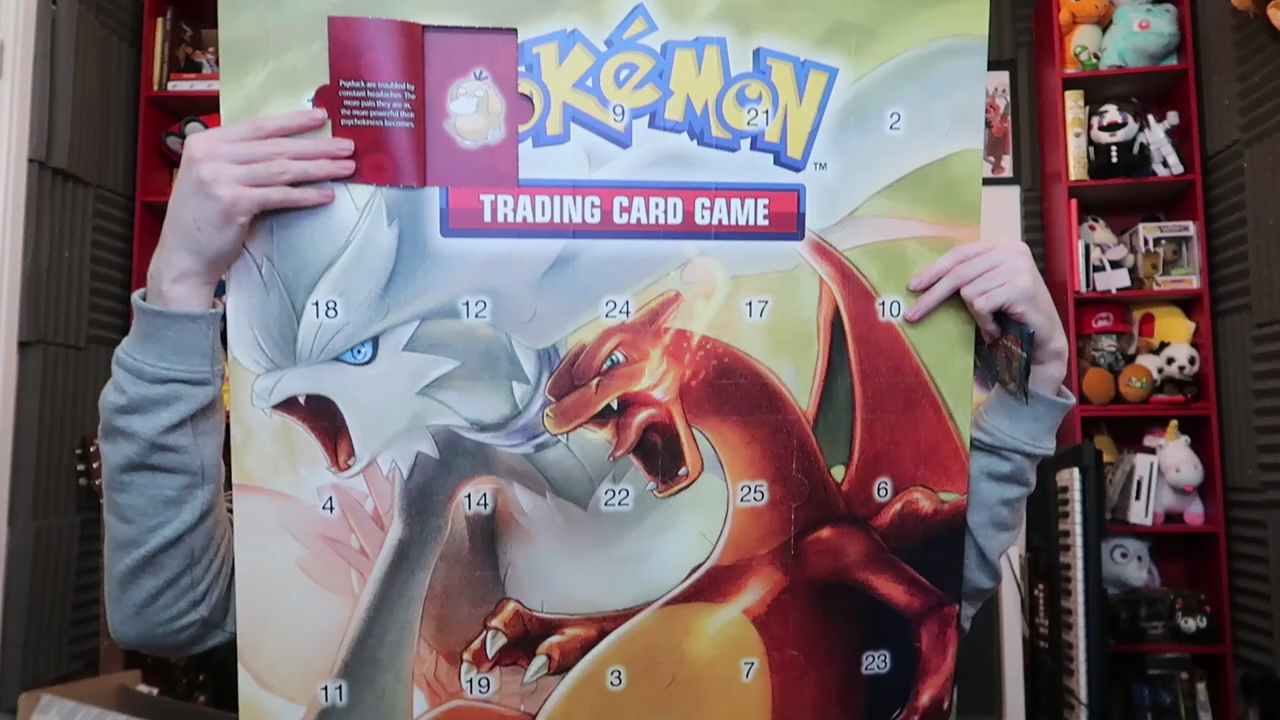 Psyduck are troubled by
constant headaches. The
more pain they are in,
the more powerful their
psychokinesis becomes.
POKéMON
9 21 2
™
TRADING CARD GAME
18 12 24 17 10
4 14 22 25 6
11 19 3 7 23